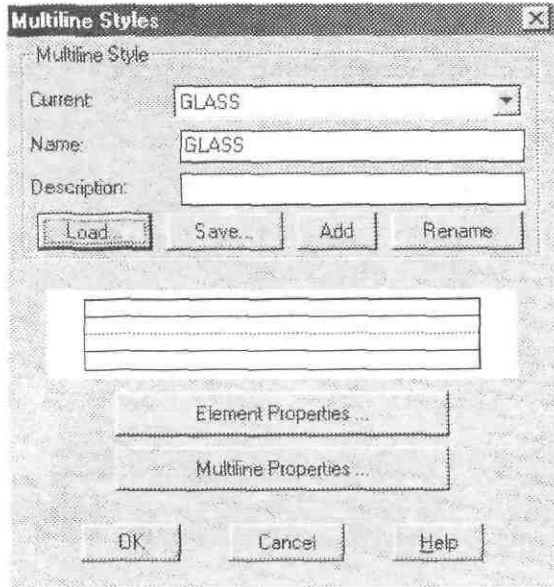 Multiline Styles
Multiline Style
Current: GLASS
Name: GLASS
Description:
Load... Save... Add Rename
Element Properties ...
Multiline Properties ...
OK Cancel Help